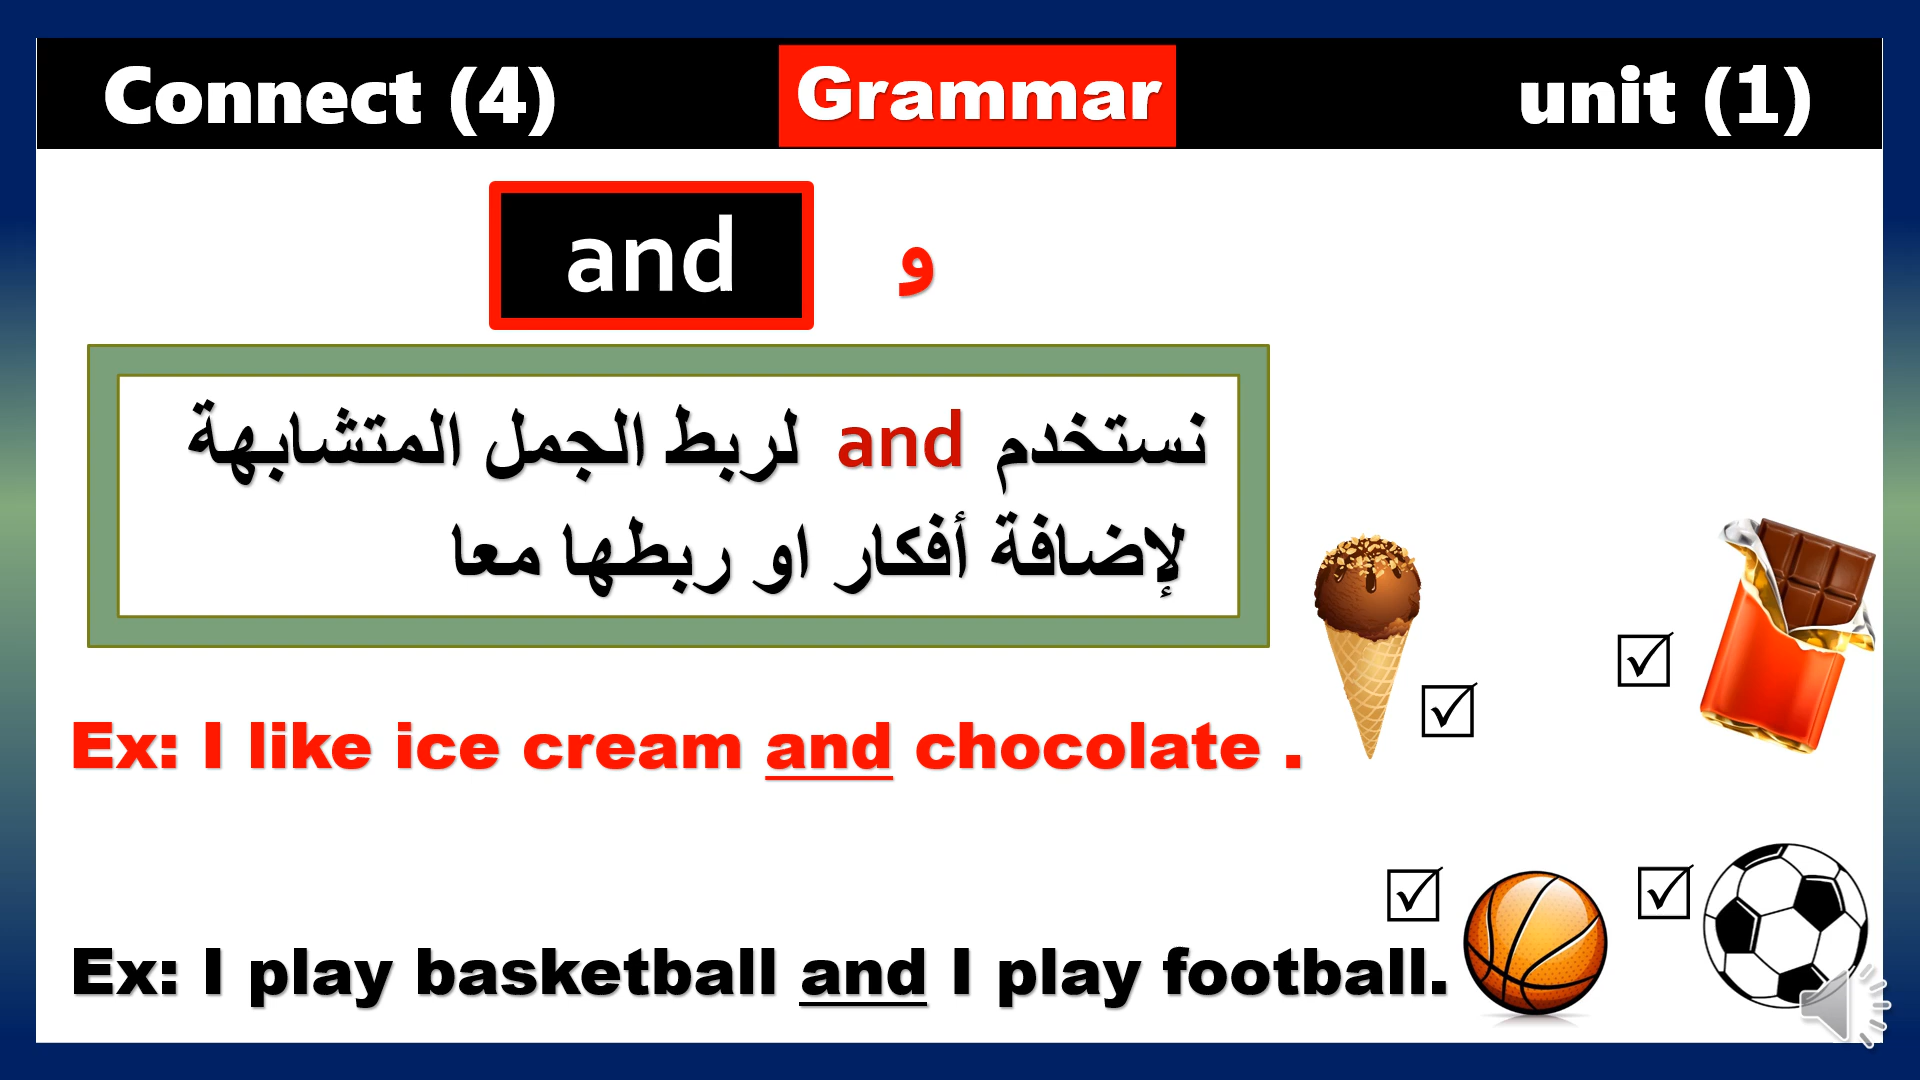 Connect (4) Grammar unit (1)
and و
نستخدم and لربط الجمل المتشابهة
لإضافة أفكار او ربطها معا
Ex: I like ice cream and chocolate .
Ex: I play basketball and I play football.